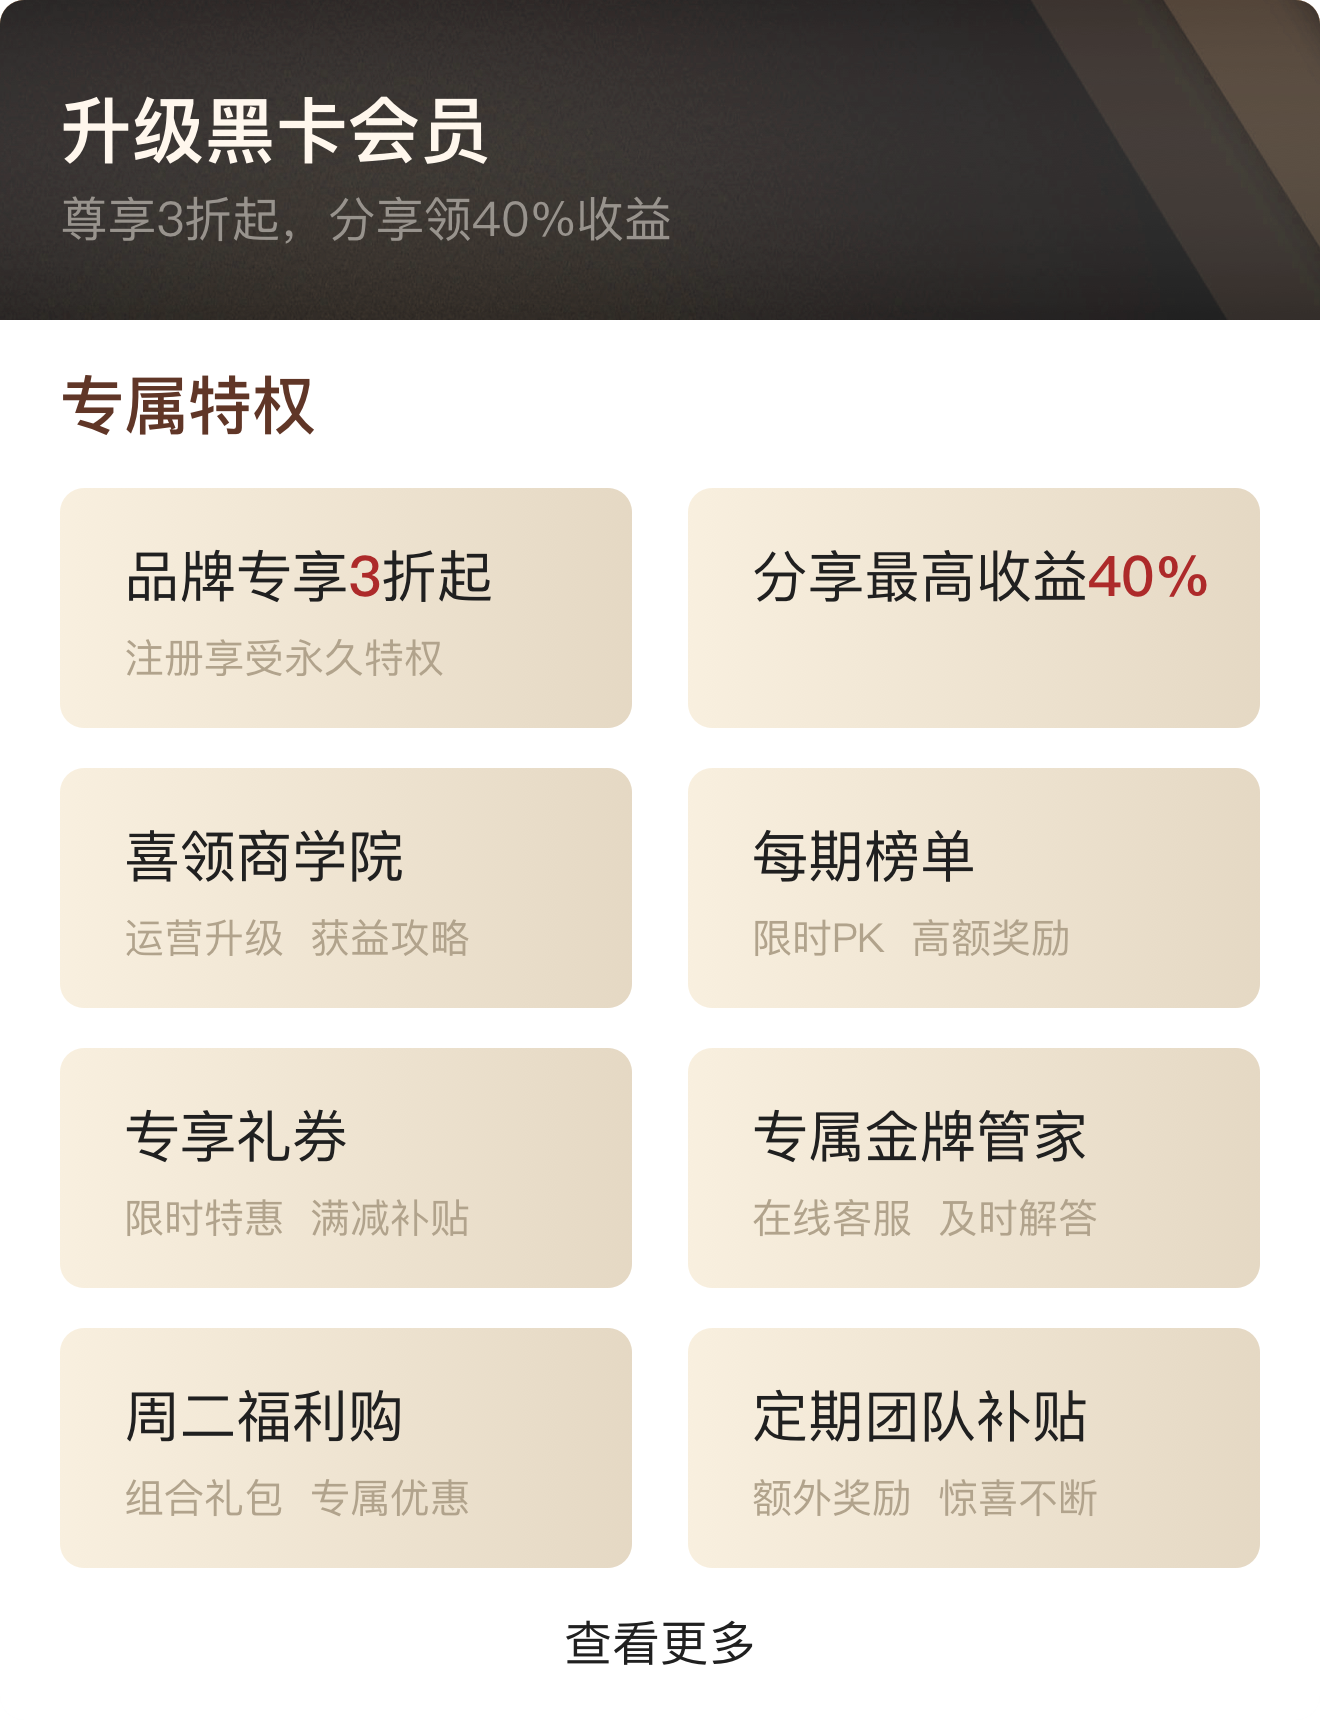 升级黑卡会员
尊享3折起，分享领40%收益
专属特权
品牌专享3折起
注册享受永久特权
分享最高收益40%
喜领商学院
运营升级 获益攻略
每期榜单
限时PK 高额奖励
专享礼券
限时特惠 满减补贴
专属金牌管家
在线客服 及时解答
周二福利购
组合礼包 专属优惠
定期团队补贴
额外奖励 惊喜不断
查看更多